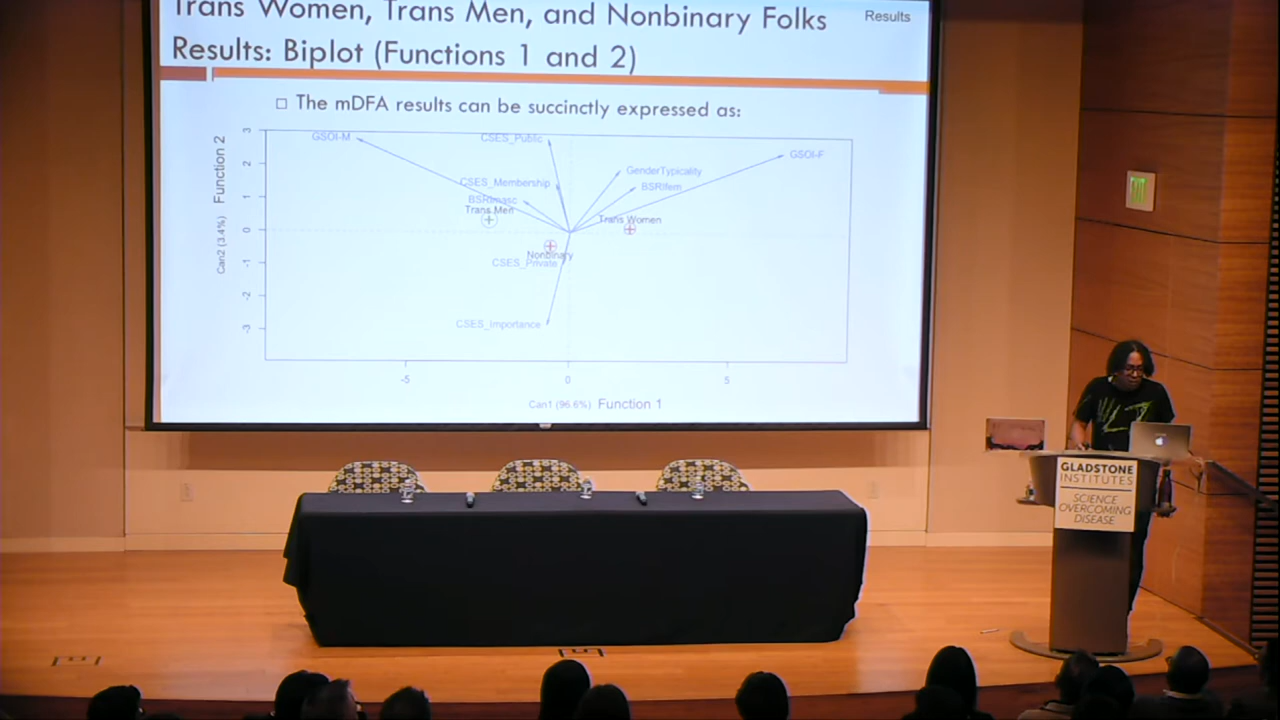 Trans Women, Trans Men, and Nonbinary Folks
Results
Results: Biplot (Functions 1 and 2)
The mDFA results can be succinctly expressed as:
Can2 (3.4%) Function 2
3
2
1
0
-1
-2
-3
GSOI-M
CSES_Public
GSOI-F
GenderTypicality
CSES_Membership
BSRIfem
BSRImasc
Trans Men
Trans Women
Nonbinary
CSES_Private
CSES_Importance
-5
0
5
Can1 (96.6%) Function 1
EXIT
GLADSTONE
INSTITUTES
SCIENCE
OVERCOMING
DISEASE